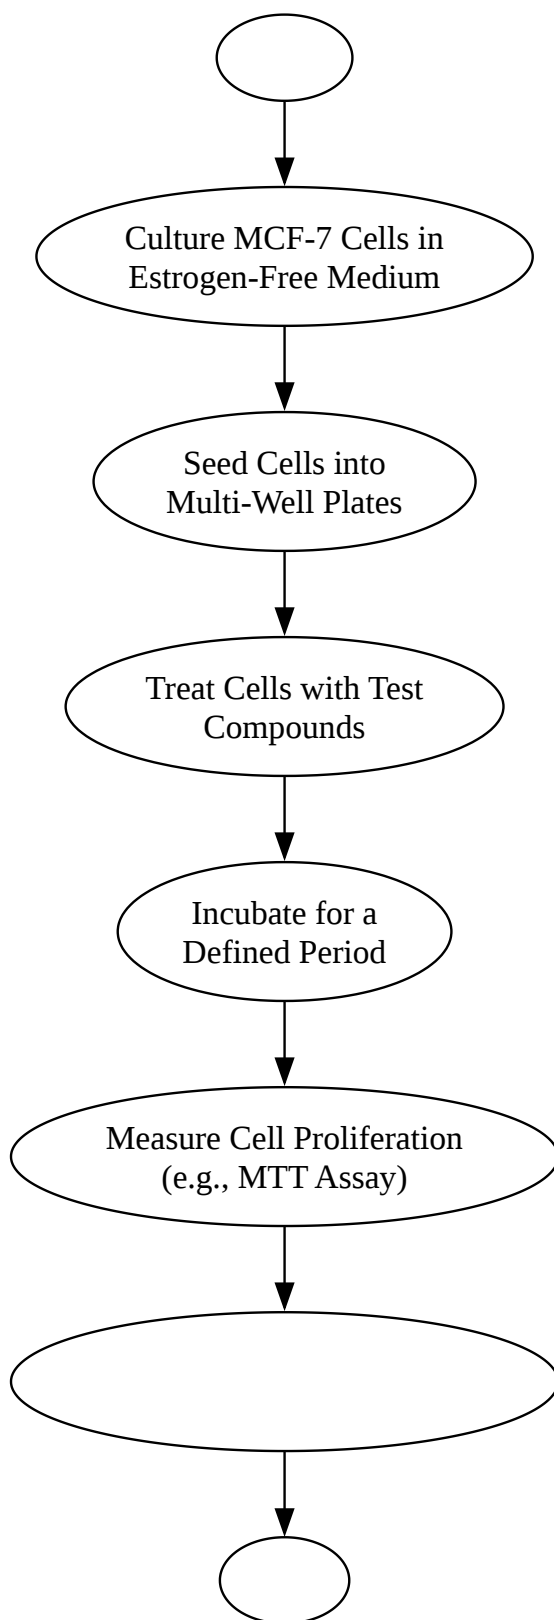 Culture MCF-7 Cells in
Estrogen-Free Medium
Seed Cells into
Multi-Well Plates
Treat Cells with Test
Compounds
Incubate for a
Defined Period
Measure Cell Proliferation
(e.g., MTT Assay)